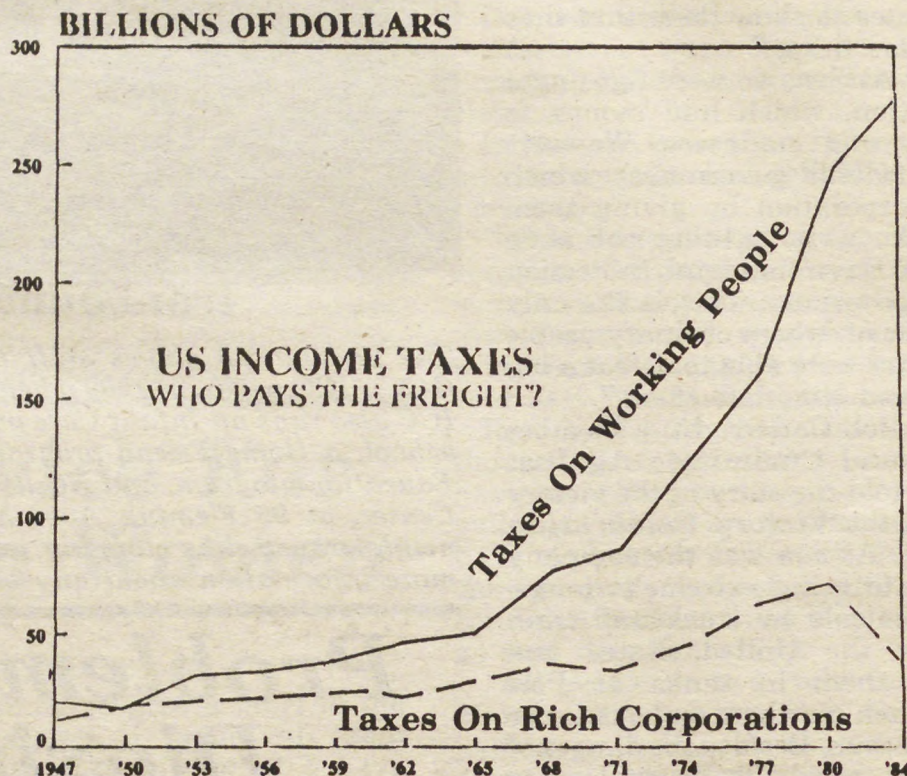 BILLIONS OF DOLLARS
300
250
200
150
100
50
0
US INCOME TAXES
WHO PAYS THE FREIGHT?
Taxes On Working People
Taxes On Rich Corporations
1947 '50 '53 '56 '59 '62 '65 '68 '71 '74 '77 '80 '84